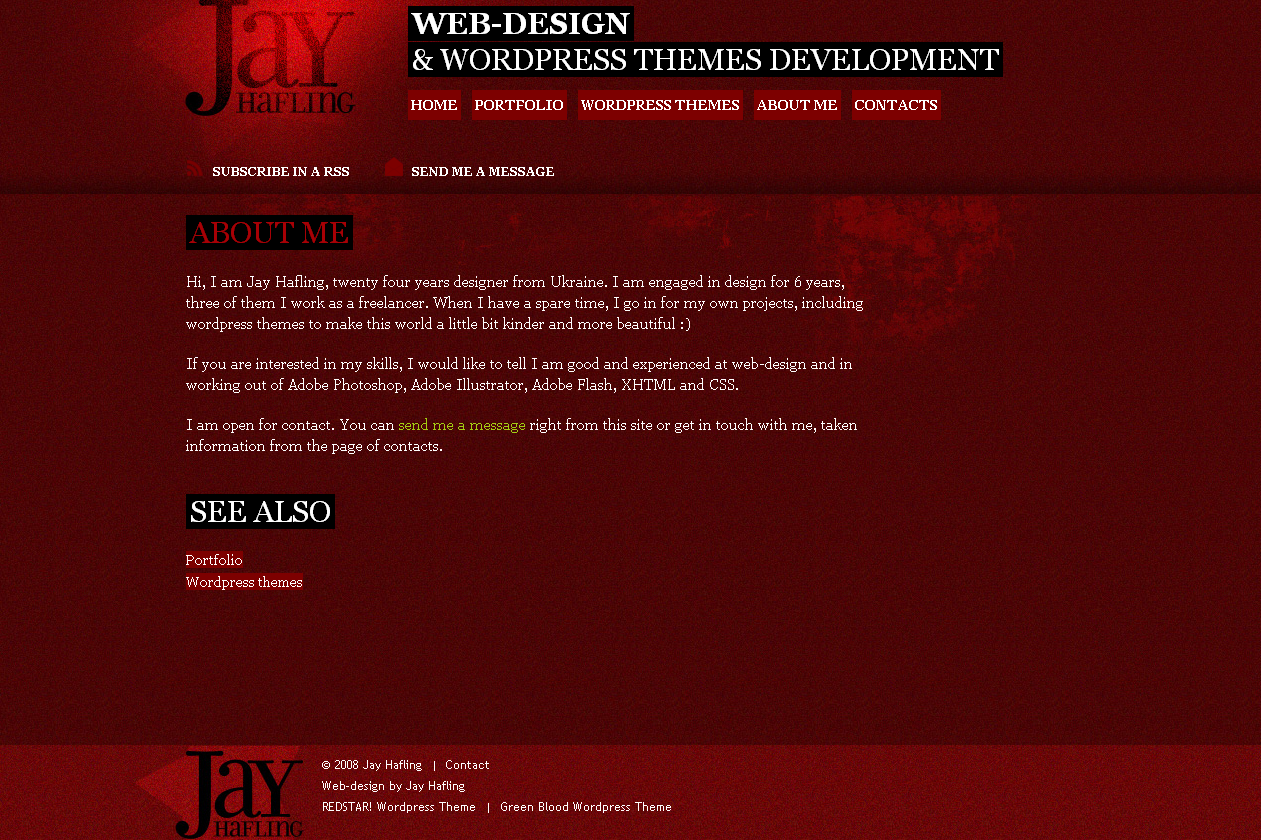 Jay
Hafling
WEB-DESIGN
& WORDPRESS THEMES DEVELOPMENT
HOME PORTFOLIO WORDPRESS THEMES ABOUT ME CONTACTS
SUBSCRIBE IN A RSS SEND ME A MESSAGE
ABOUT ME
Hi, I am Jay Hafling, twenty four years designer from Ukraine. I am engaged in design for 6 years,
three of them I work as a freelancer. When I have a spare time, I go in for my own projects, including
wordpress themes to make this world a little bit kinder and more beautiful :)
If you are interested in my skills, I would like to tell I am good and experienced at web-design and in
working out of Adobe Photoshop, Adobe Illustrator, Adobe Flash, XHTML and CSS.
I am open for contact. You can send me a message right from this site or get in touch with me, taken
information from the page of contacts.
SEE ALSO
Portfolio
Wordpress themes
Jay
Hafling
© 2008 Jay Hafling | Contact
Web-design by Jay Hafling
REDSTAR! Wordpress Theme | Green Blood Wordpress Theme